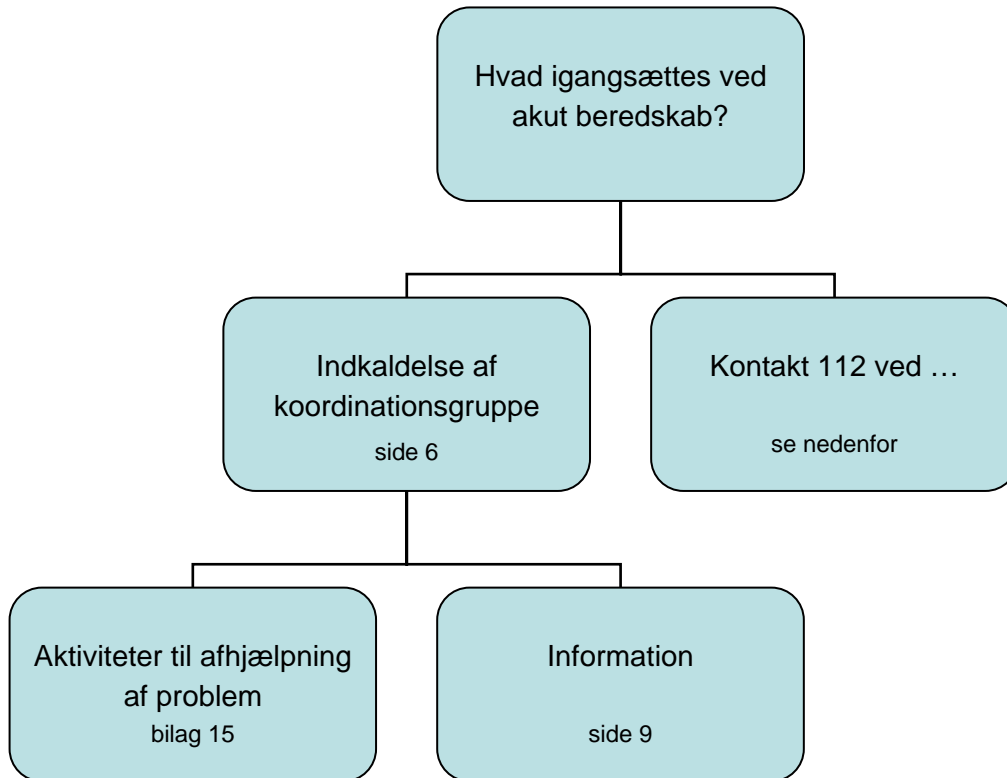 Hvad igangsættes ved
akut beredskab?
Indkaldelse af
koordinationsgruppe
side 6
Kontakt 112 ved …
se nedenfor
Aktiviteter til afhjælpning
af problem
bilag 15
Information
side 9